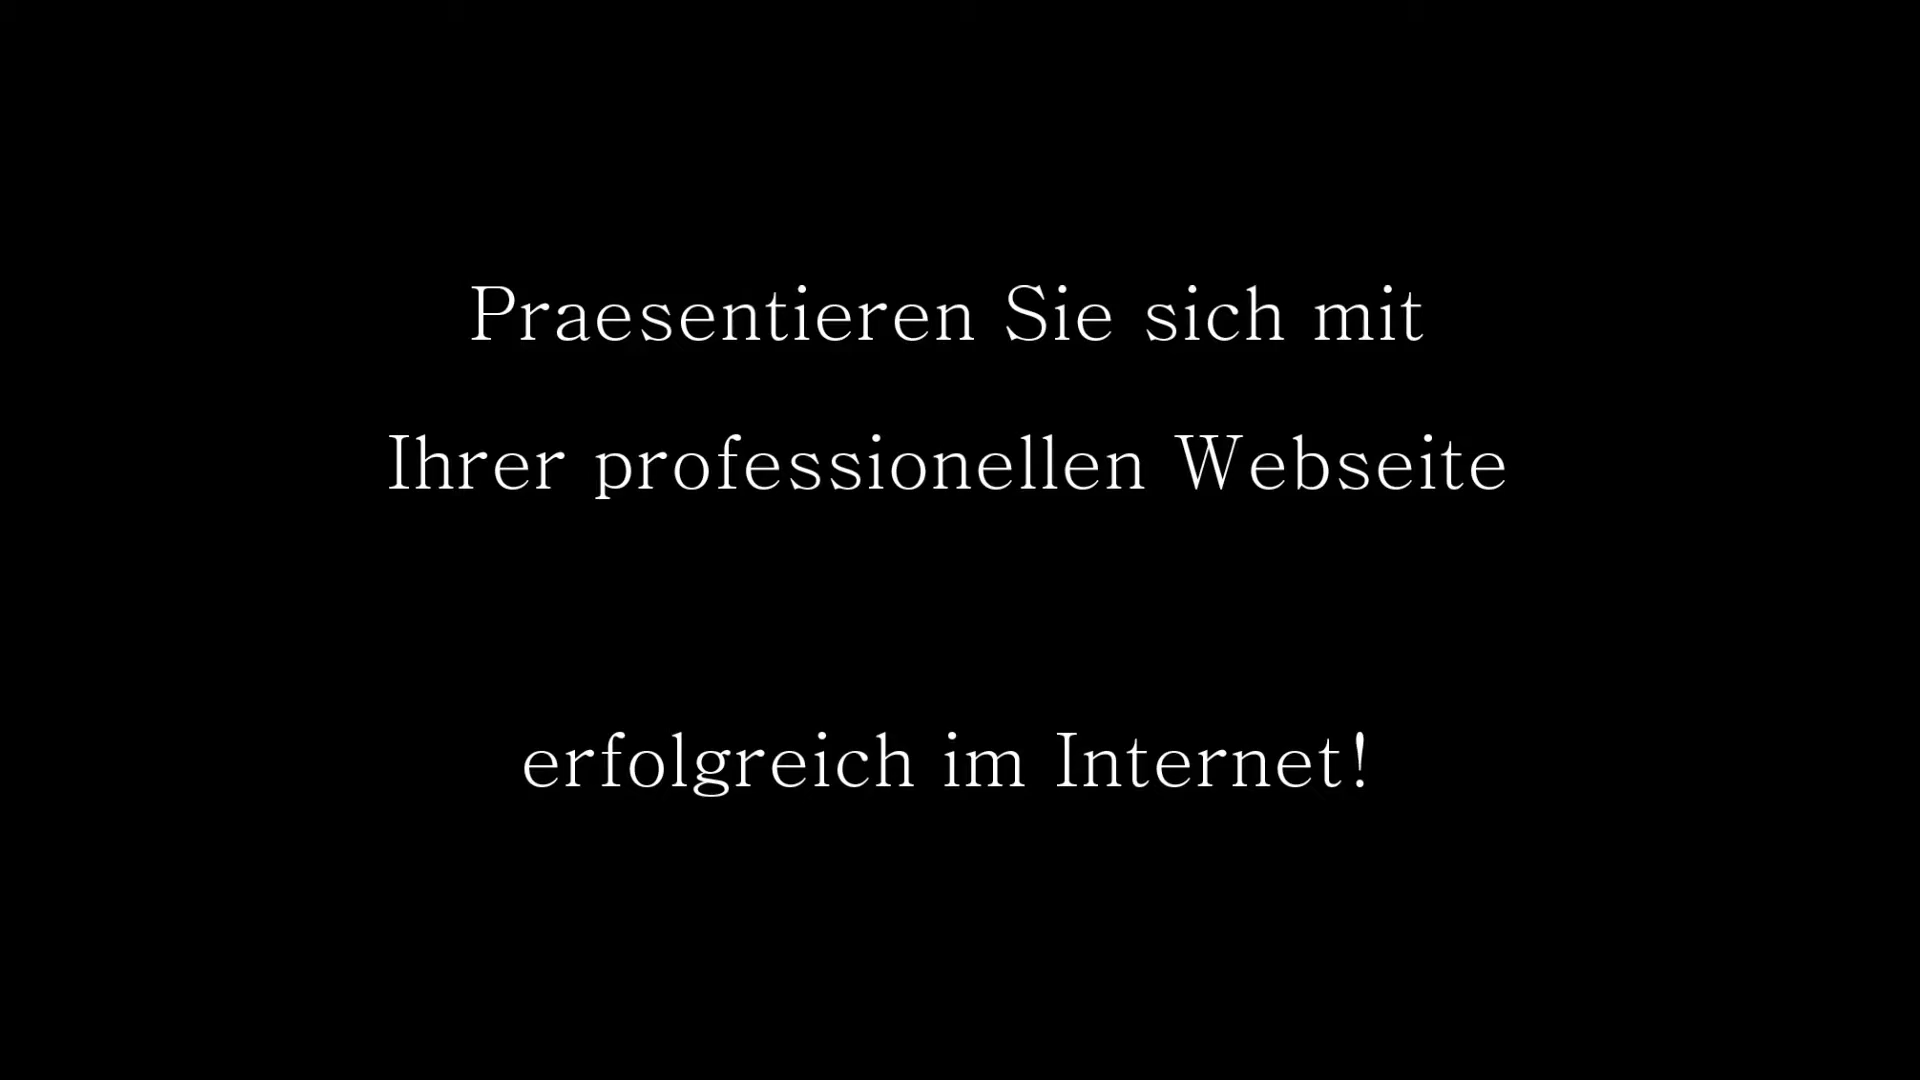 Praesentieren Sie sich mit
Ihrer professionellen Webseite
erfolgreich im Internet!